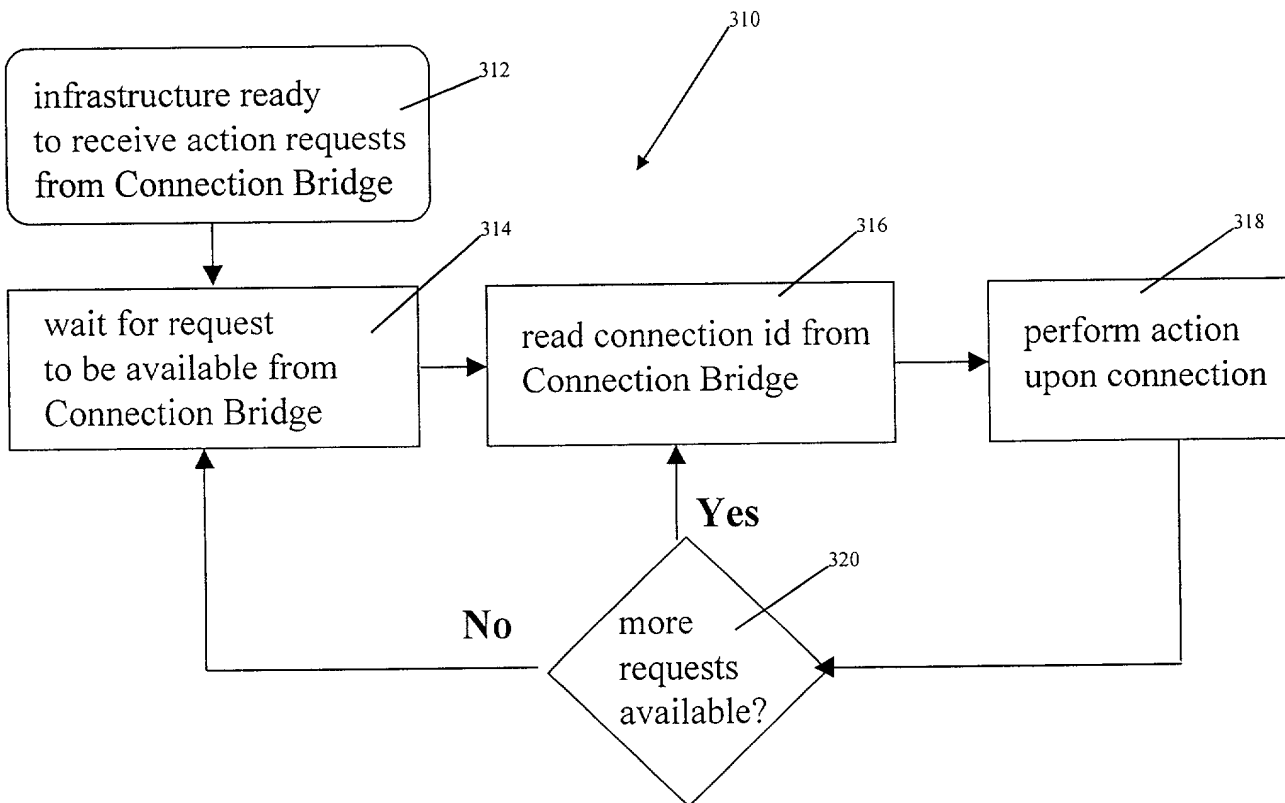 310
312
infrastructure ready
to receive action requests
from Connection Bridge
314
wait for request
to be available from
Connection Bridge
316
read connection id from
Connection Bridge
318
perform action
upon connection
Yes
320
No
more
requests
available?